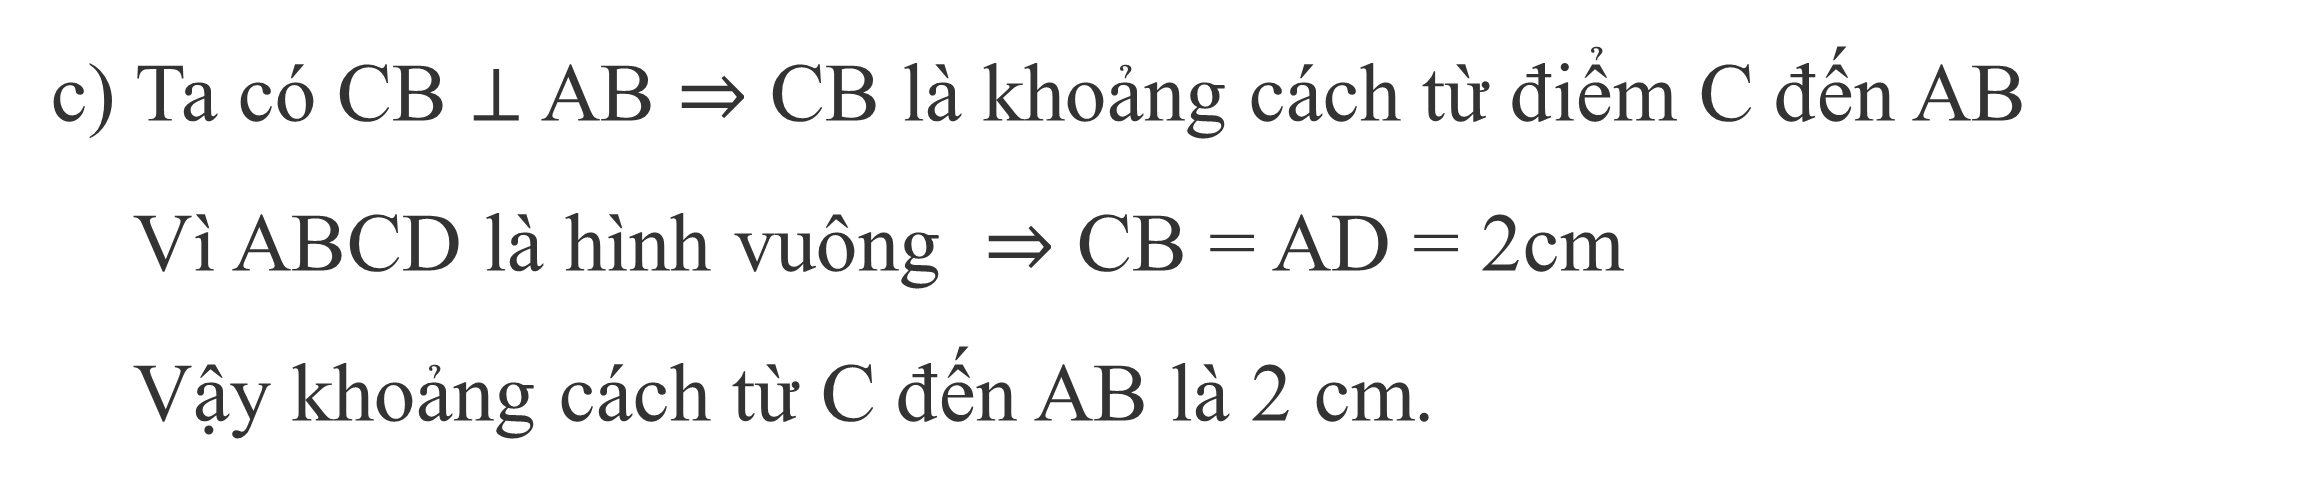 c) Ta có CB ⊥ AB ⇒ CB là khoảng cách từ điểm C đến AB
Vì ABCD là hình vuông ⇒ CB = AD = 2cm
Vậy khoảng cách từ C đến AB là 2 cm.